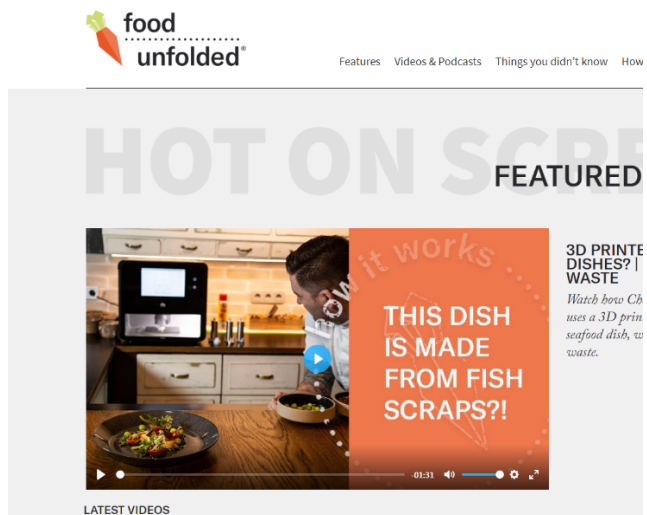 food
unfolded®
Features Videos & Podcasts Things you didn't know How
HOT ON SCRE
FEATURED
how it works
THIS DISH
IS MADE
FROM FISH
SCRAPS?!
-01:31
3D PRINTE
DISHES? |
WASTE
Watch how Ch
uses a 3D prin
seafood dish, w
waste.
LATEST VIDEOS